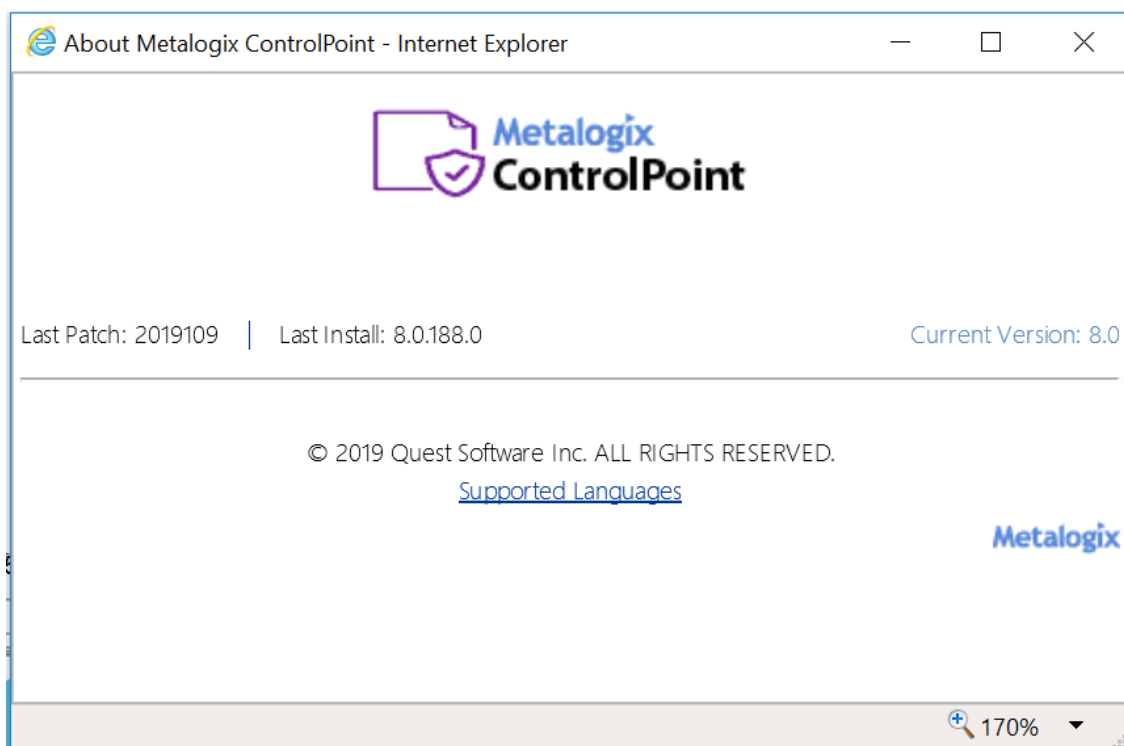 About Metalogix ControlPoint - Internet Explorer
Metalogix
ControlPoint
Last Patch: 2019109 | Last Install: 8.0.188.0 Current Version: 8.0
© 2019 Quest Software Inc. ALL RIGHTS RESERVED.
Supported Languages
Metalogix
170%